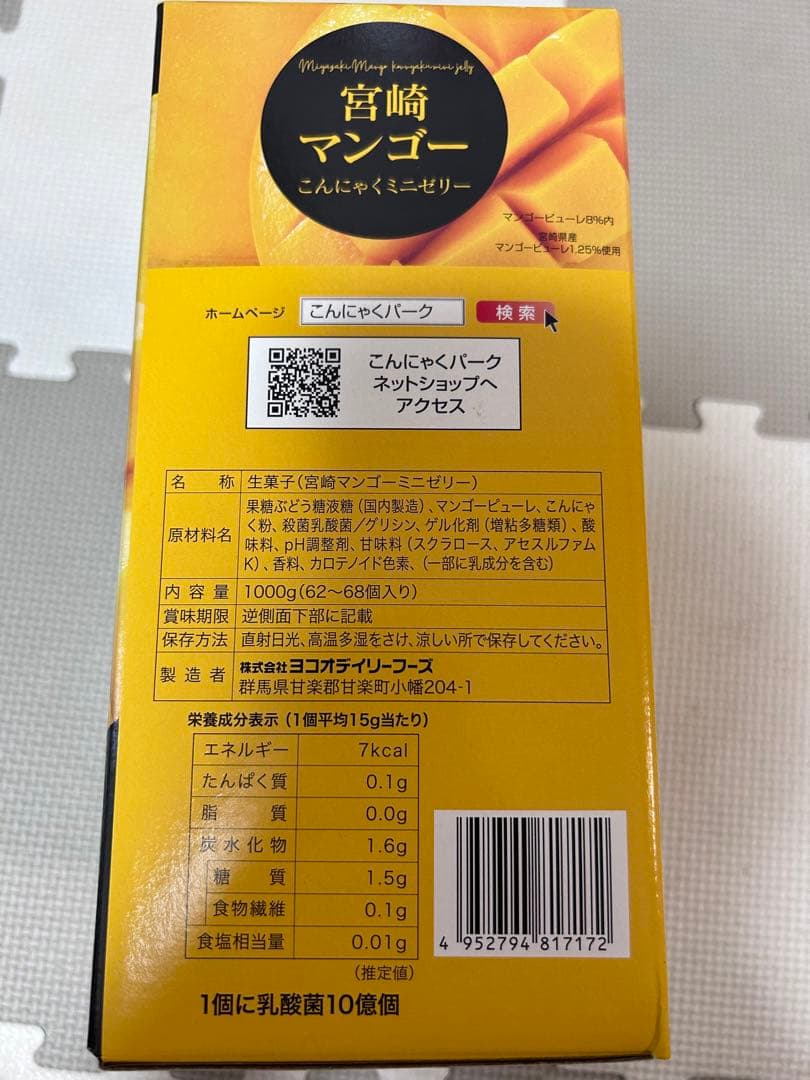 Miyazaki Mango konnyaku mini jelly
宮崎
マンゴー
こんにゃくミニゼリー
マンゴーピューレ8%内
宮崎県産
マンゴーピューレ1.25%使用
ホームページ こんにゃくパーク 検索
こんにゃくパーク
ネットショップへ
アクセス
名称 生菓子(宮崎マンゴーミニゼリー)
原材料名 果糖ぶどう糖液糖(国内製造)、マンゴーピューレ、こんにゃ
く粉、殺菌乳酸菌/グリシン、ゲル化剤(増粘多糖類)、酸
味料、pH調整剤、甘味料(スクラロース、アセスルファム
K)、香料、カロテノイド色素、(一部に乳成分を含む)
内容量 1000g(62〜68個入り)
賞味期限 逆側面下部に記載
保存方法 直射日光、高温多湿をさけ、涼しい所で保存してください。
製造者 株式会社ヨコオデイリーフーズ
群馬県甘楽郡甘楽町小幡204-1
栄養成分表示(1個平均15g当たり)
エネルギー 7kcal
たんぱく質 0.1g
脂質 0.0g
炭水化物 1.6g
糖質 1.5g
食物繊維 0.1g
食塩相当量 0.01g
(推定値)
1個に乳酸菌10億個
4 952794 817172